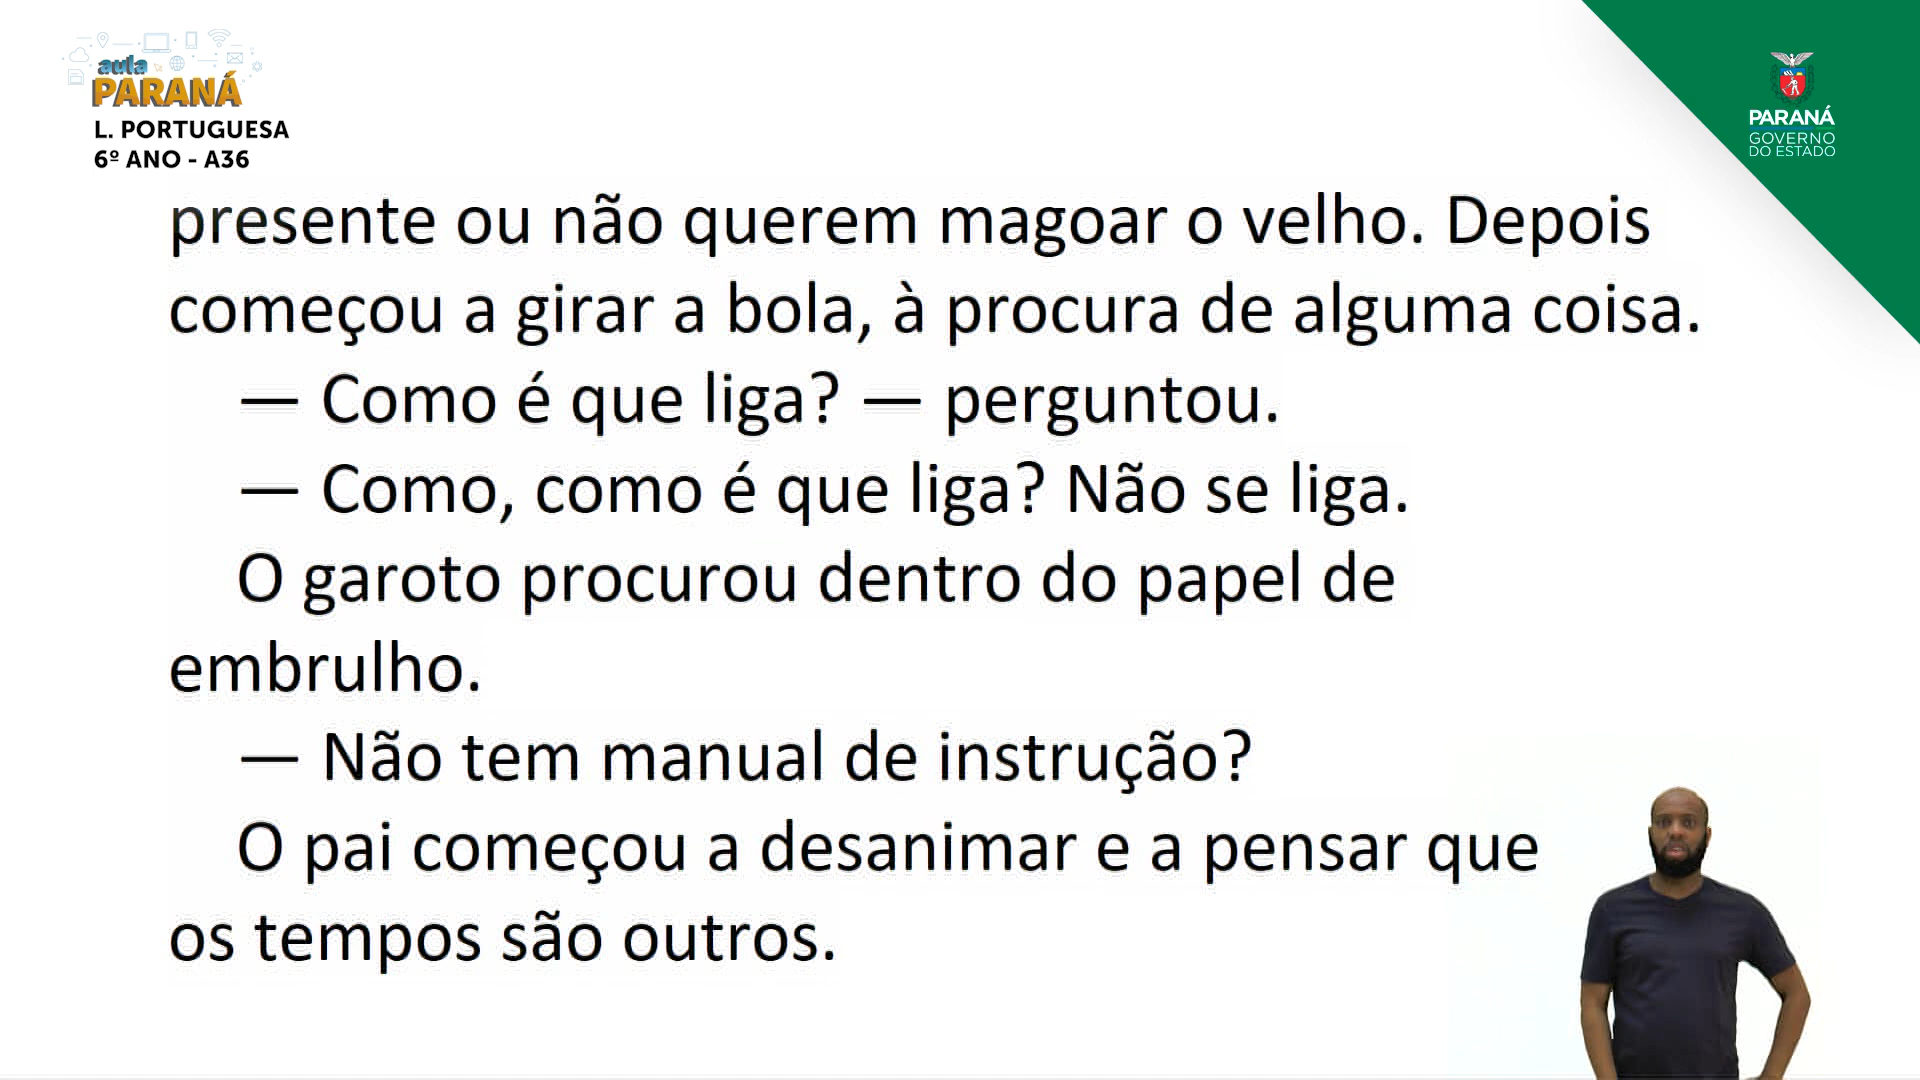 aula
PARANÁ
L. PORTUGUESA
6º ANO - A36
PARANÁ
GOVERNO
DO ESTADO
presente ou não querem magoar o velho. Depois
começou a girar a bola, à procura de alguma coisa.
— Como é que liga? — perguntou.
— Como, como é que liga? Não se liga.
O garoto procurou dentro do papel de
embrulho.
— Não tem manual de instrução?
O pai começou a desanimar e a pensar que
os tempos são outros.